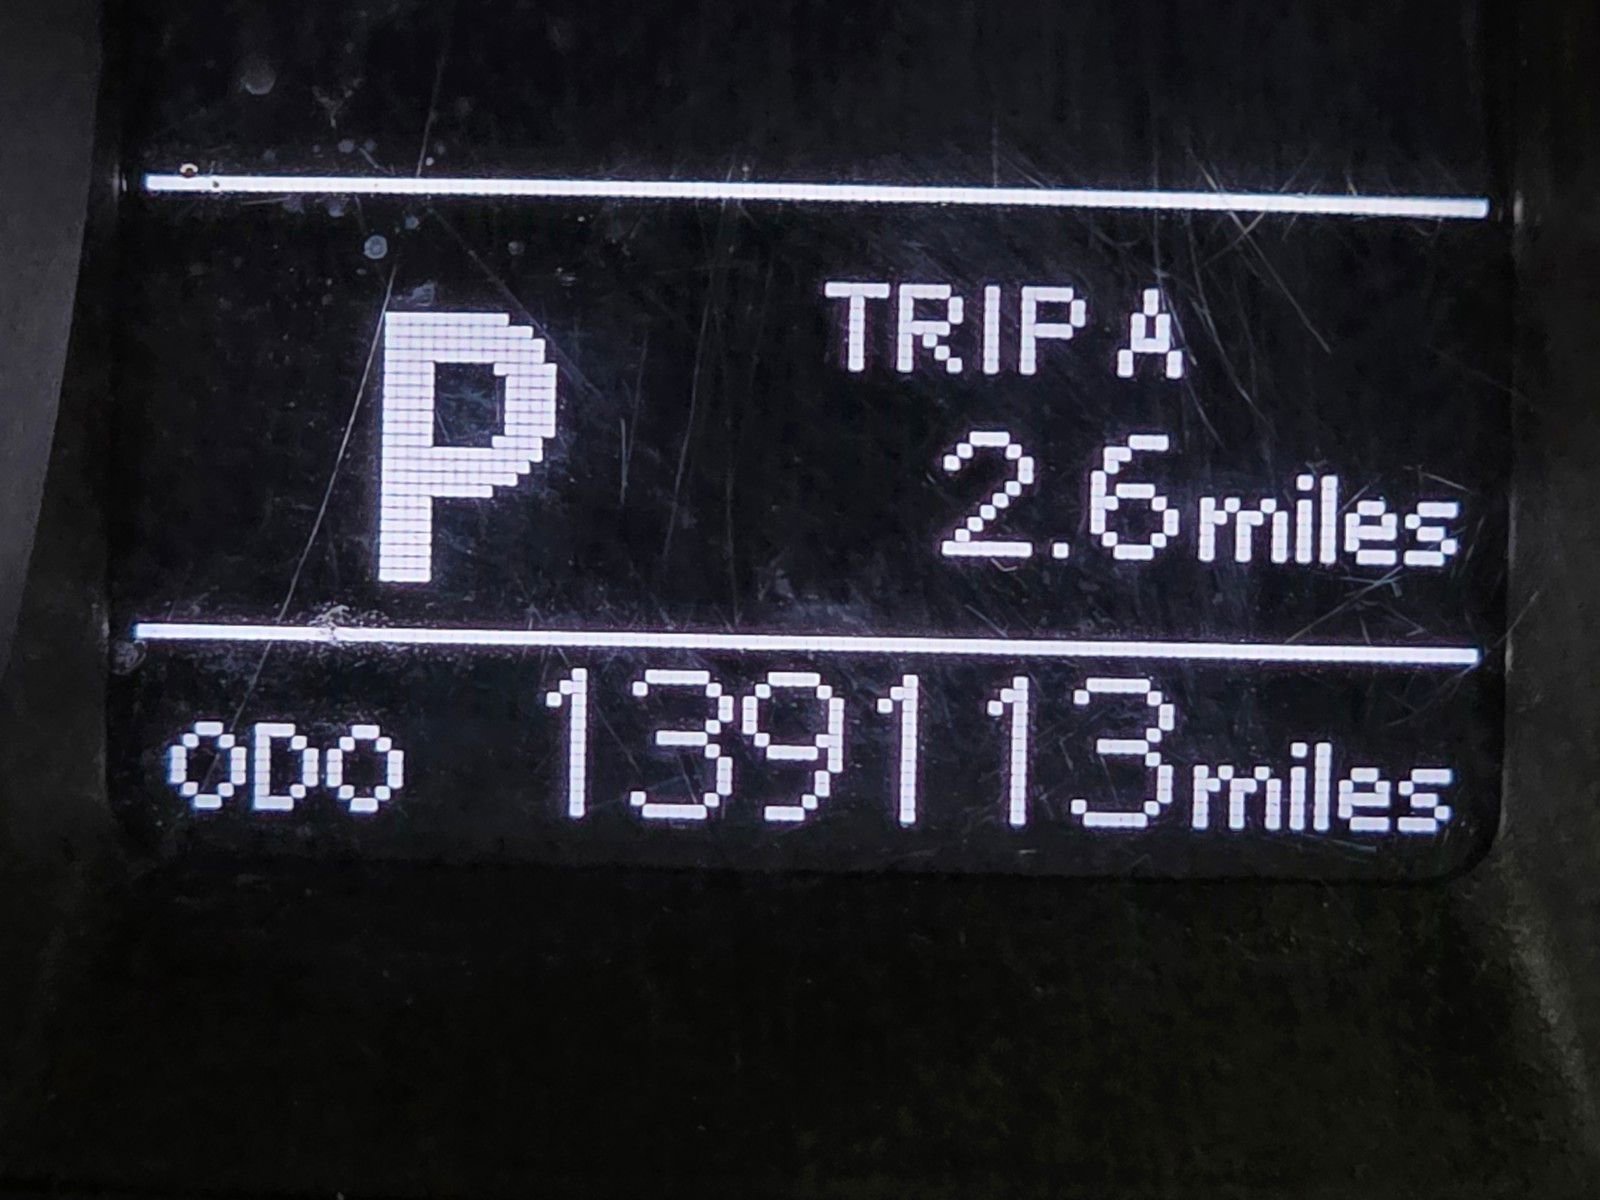 P
TRIP A
2.6 miles
ODO 139113 miles